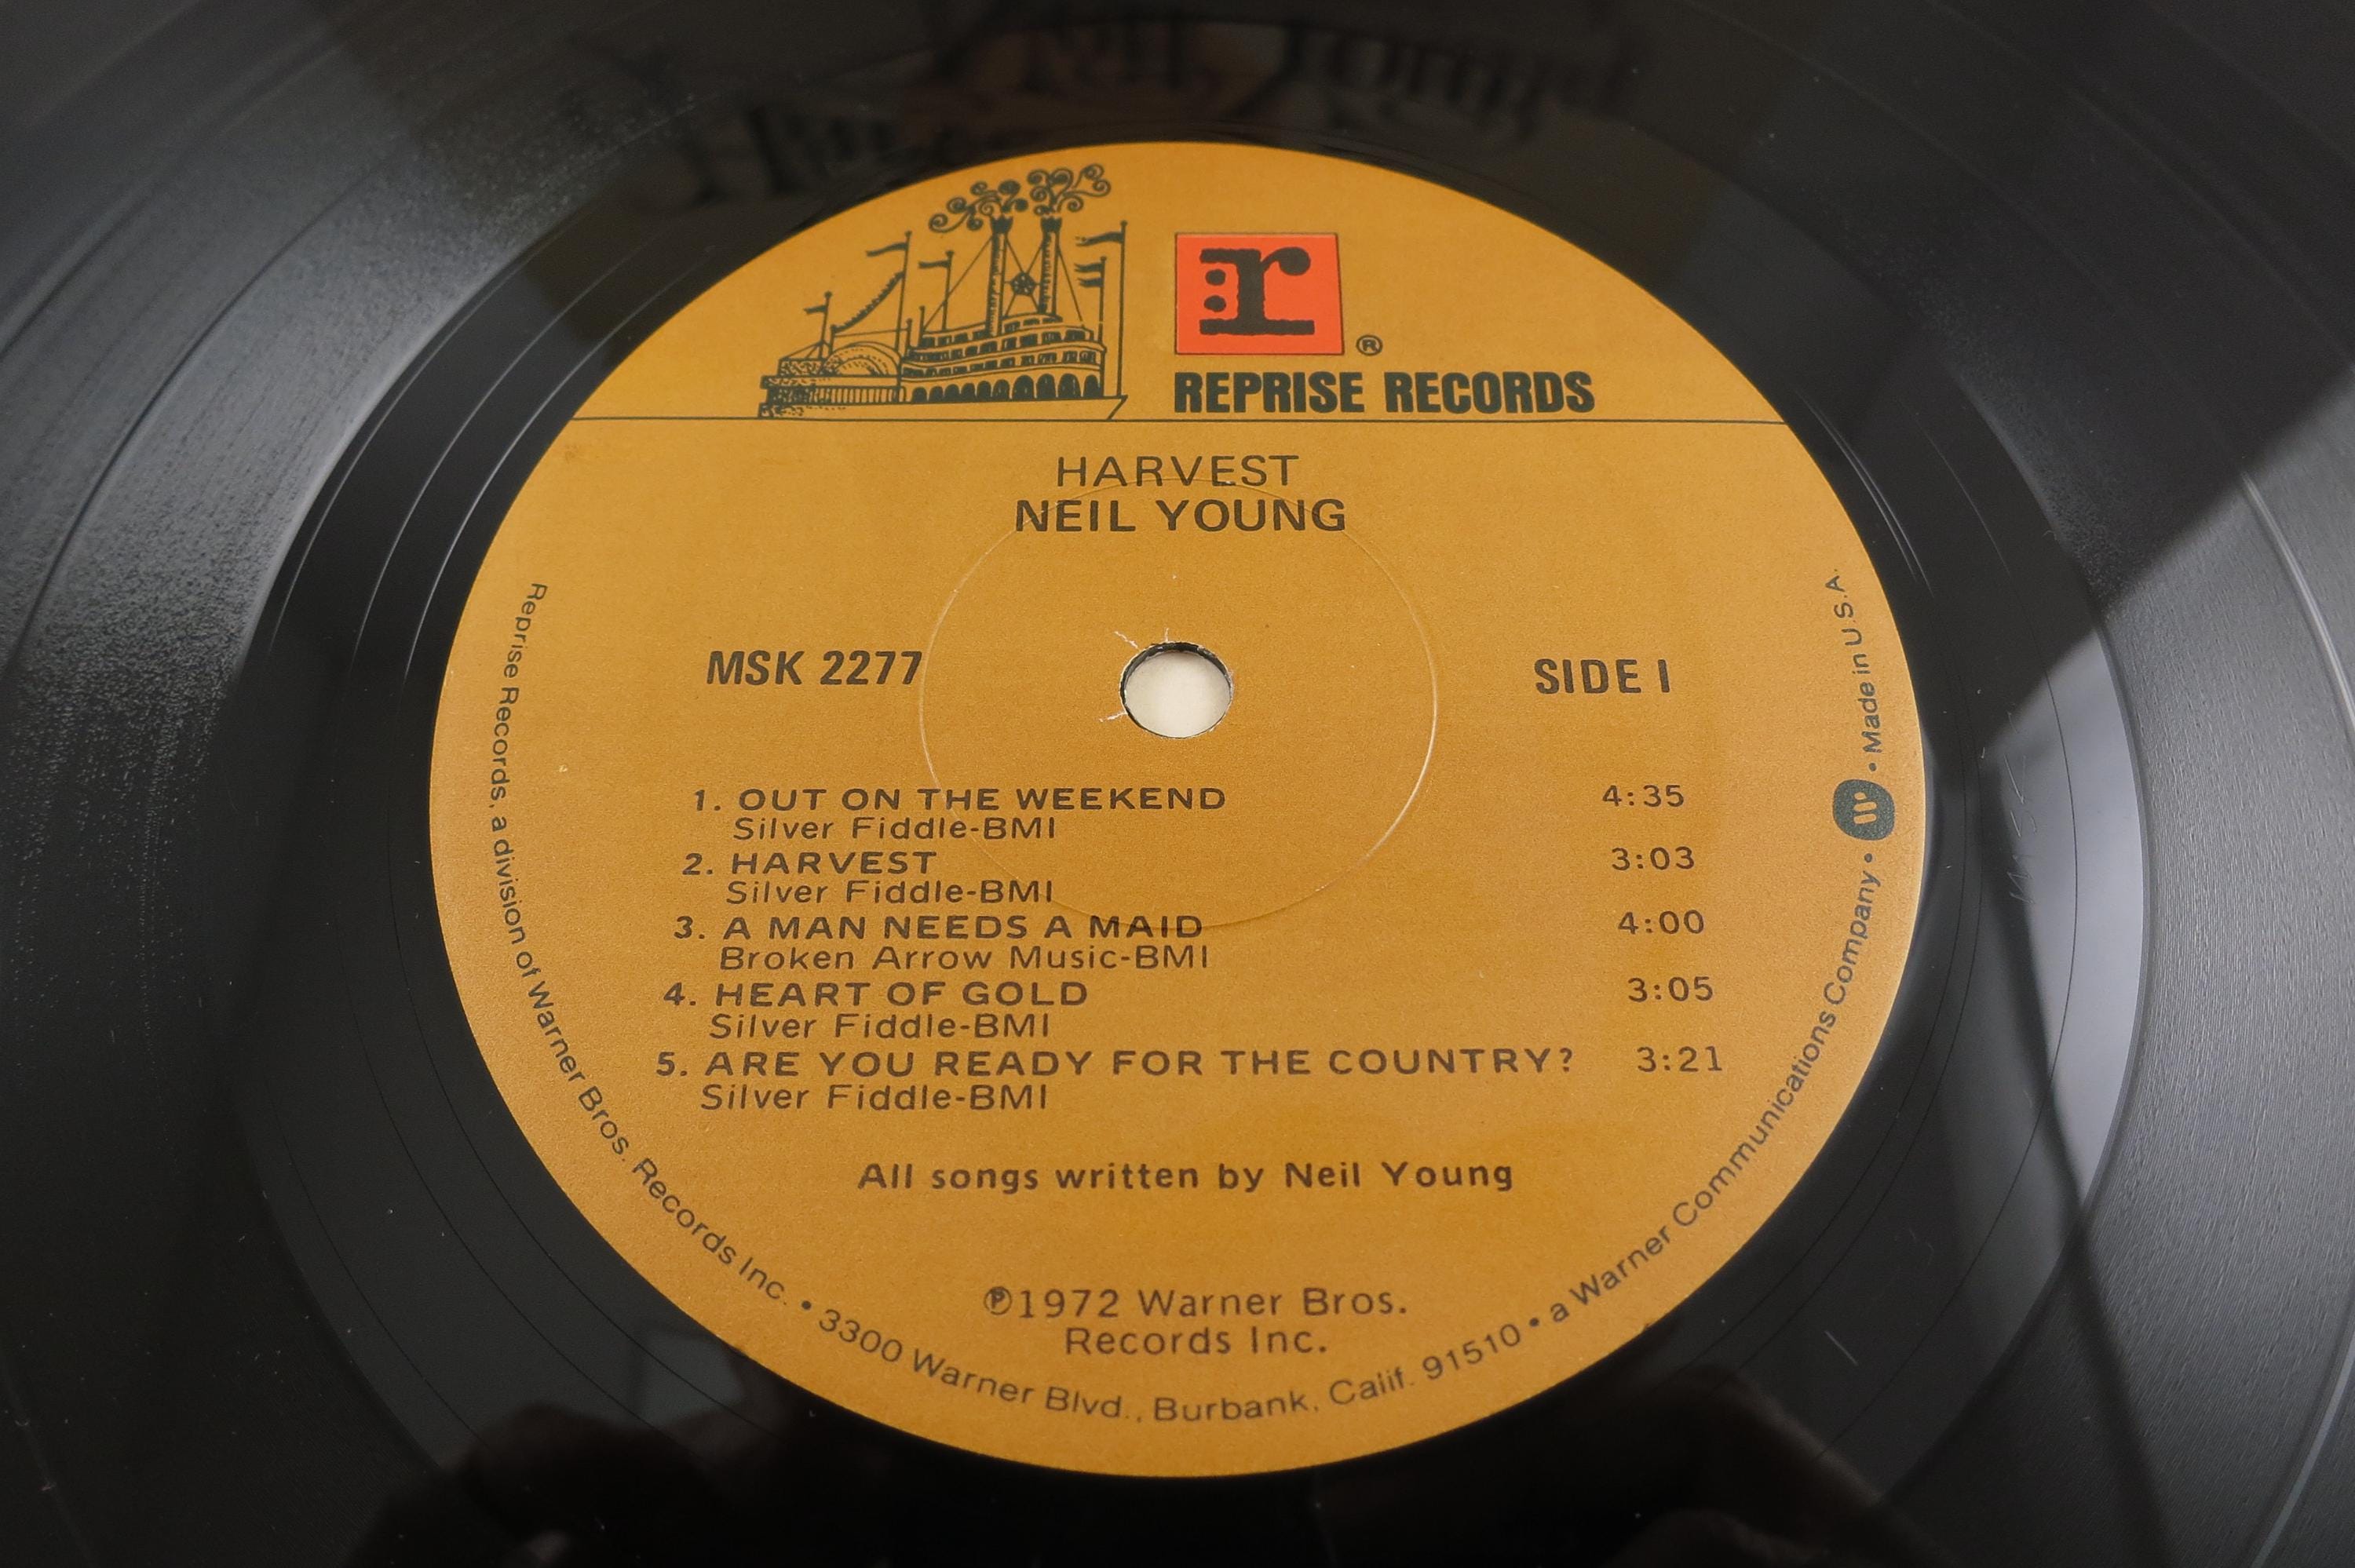 r
®
REPRISE RECORDS
HARVEST
NEIL YOUNG
MSK 2277
SIDE 1
1. OUT ON THE WEEKEND 4:35
Silver Fiddle-BMI
2. HARVEST 3:03
Silver Fiddle-BMI
3. A MAN NEEDS A MAID 4:00
Broken Arrow Music-BMI
4. HEART OF GOLD 3:05
Silver Fiddle-BMI
5. ARE YOU READY FOR THE COUNTRY? 3:21
Silver Fiddle-BMI
All songs written by Neil Young
℗1972 Warner Bros.
Records Inc.
Reprise Records, a division of Warner Bros. Records Inc. • 3300 Warner Blvd., Burbank, Calif. 91510 • a Warner Communications Company • W • Made in U.S.A.